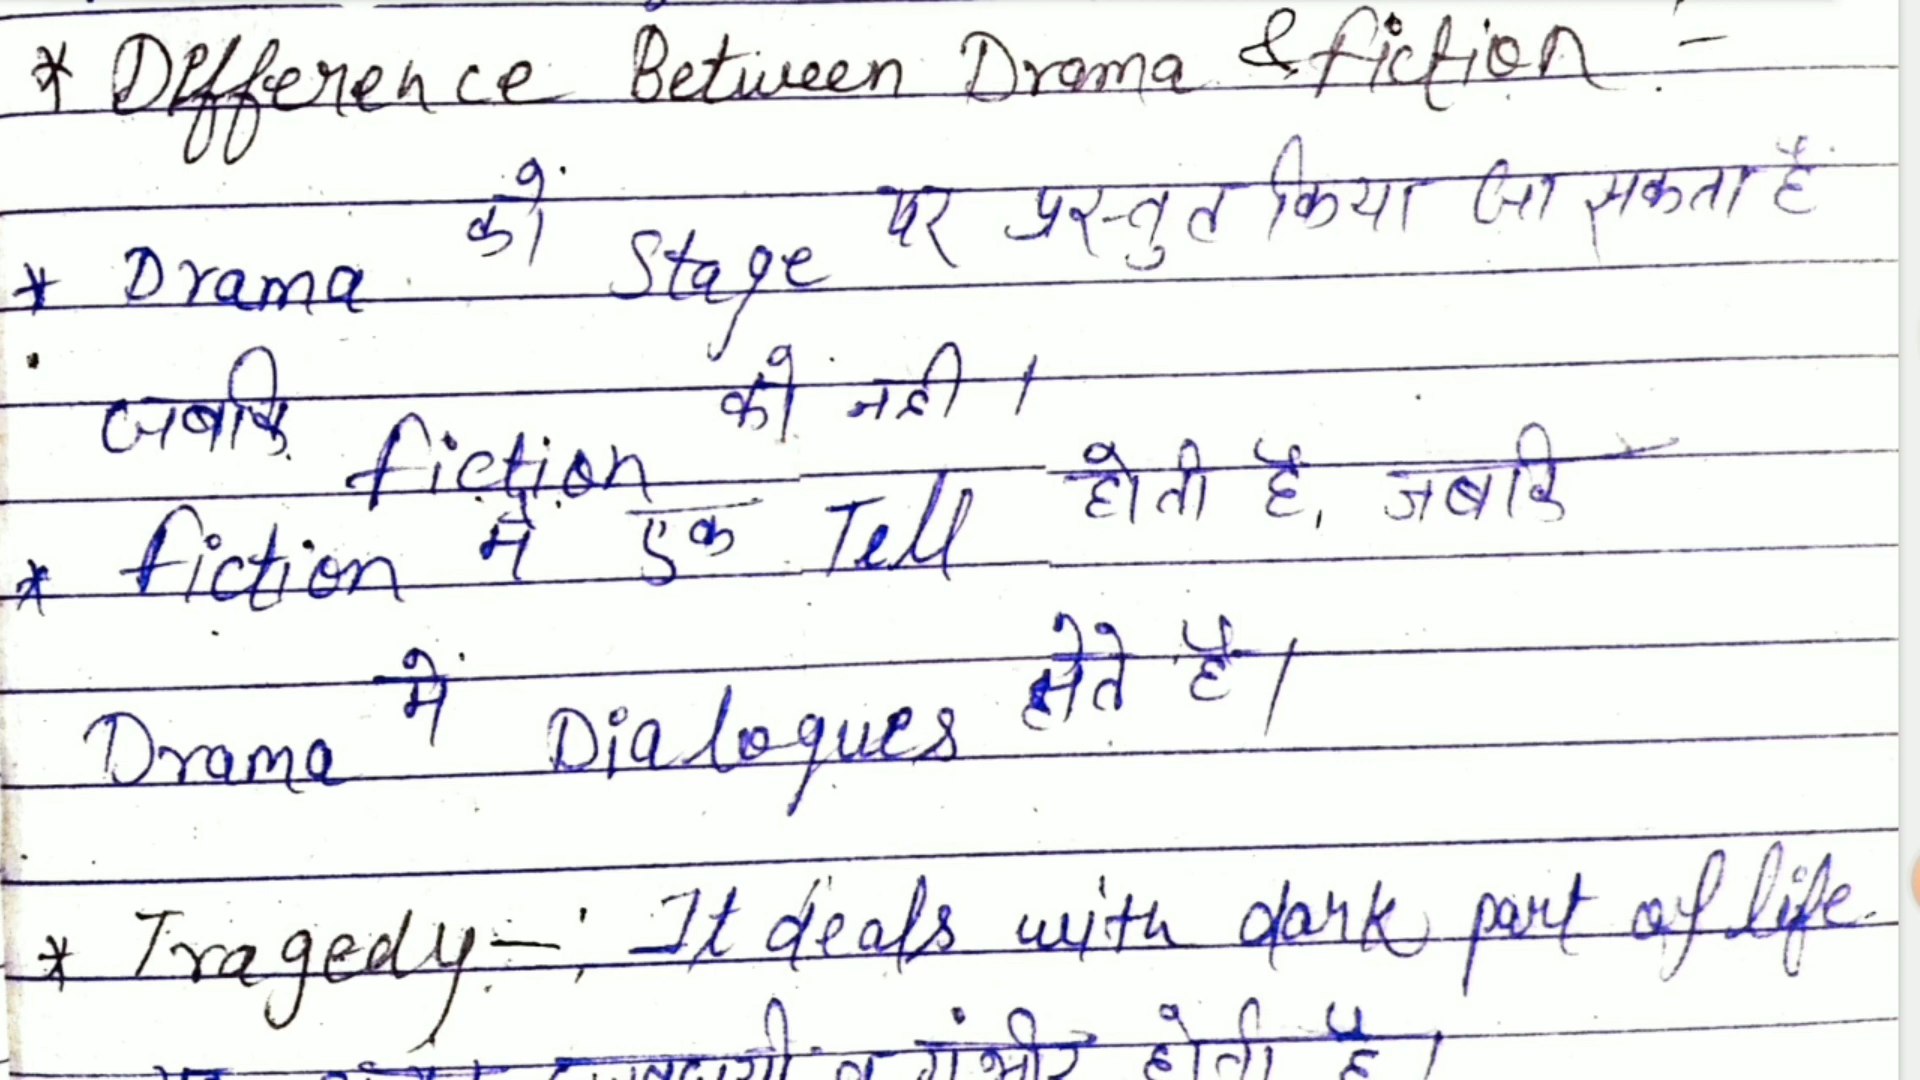 * Difference Between Drama & fiction :-
* Drama को Stage पर प्रस्तुत किया जा सकता है
जबकि fiction को नही ।
* fiction में एक Tell होती है, जबकि
Drama में Dialogues होते है ।
* Tragedy -: It deals with dark part of life
व गंभीर होती है ।